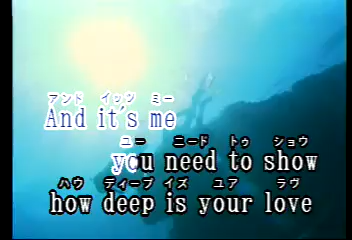 アンド イッツ ミー
And it's me
ユー ニード トゥ ショウ
you need to show
ハウ ディープ イズ ユア ラヴ
how deep is your love